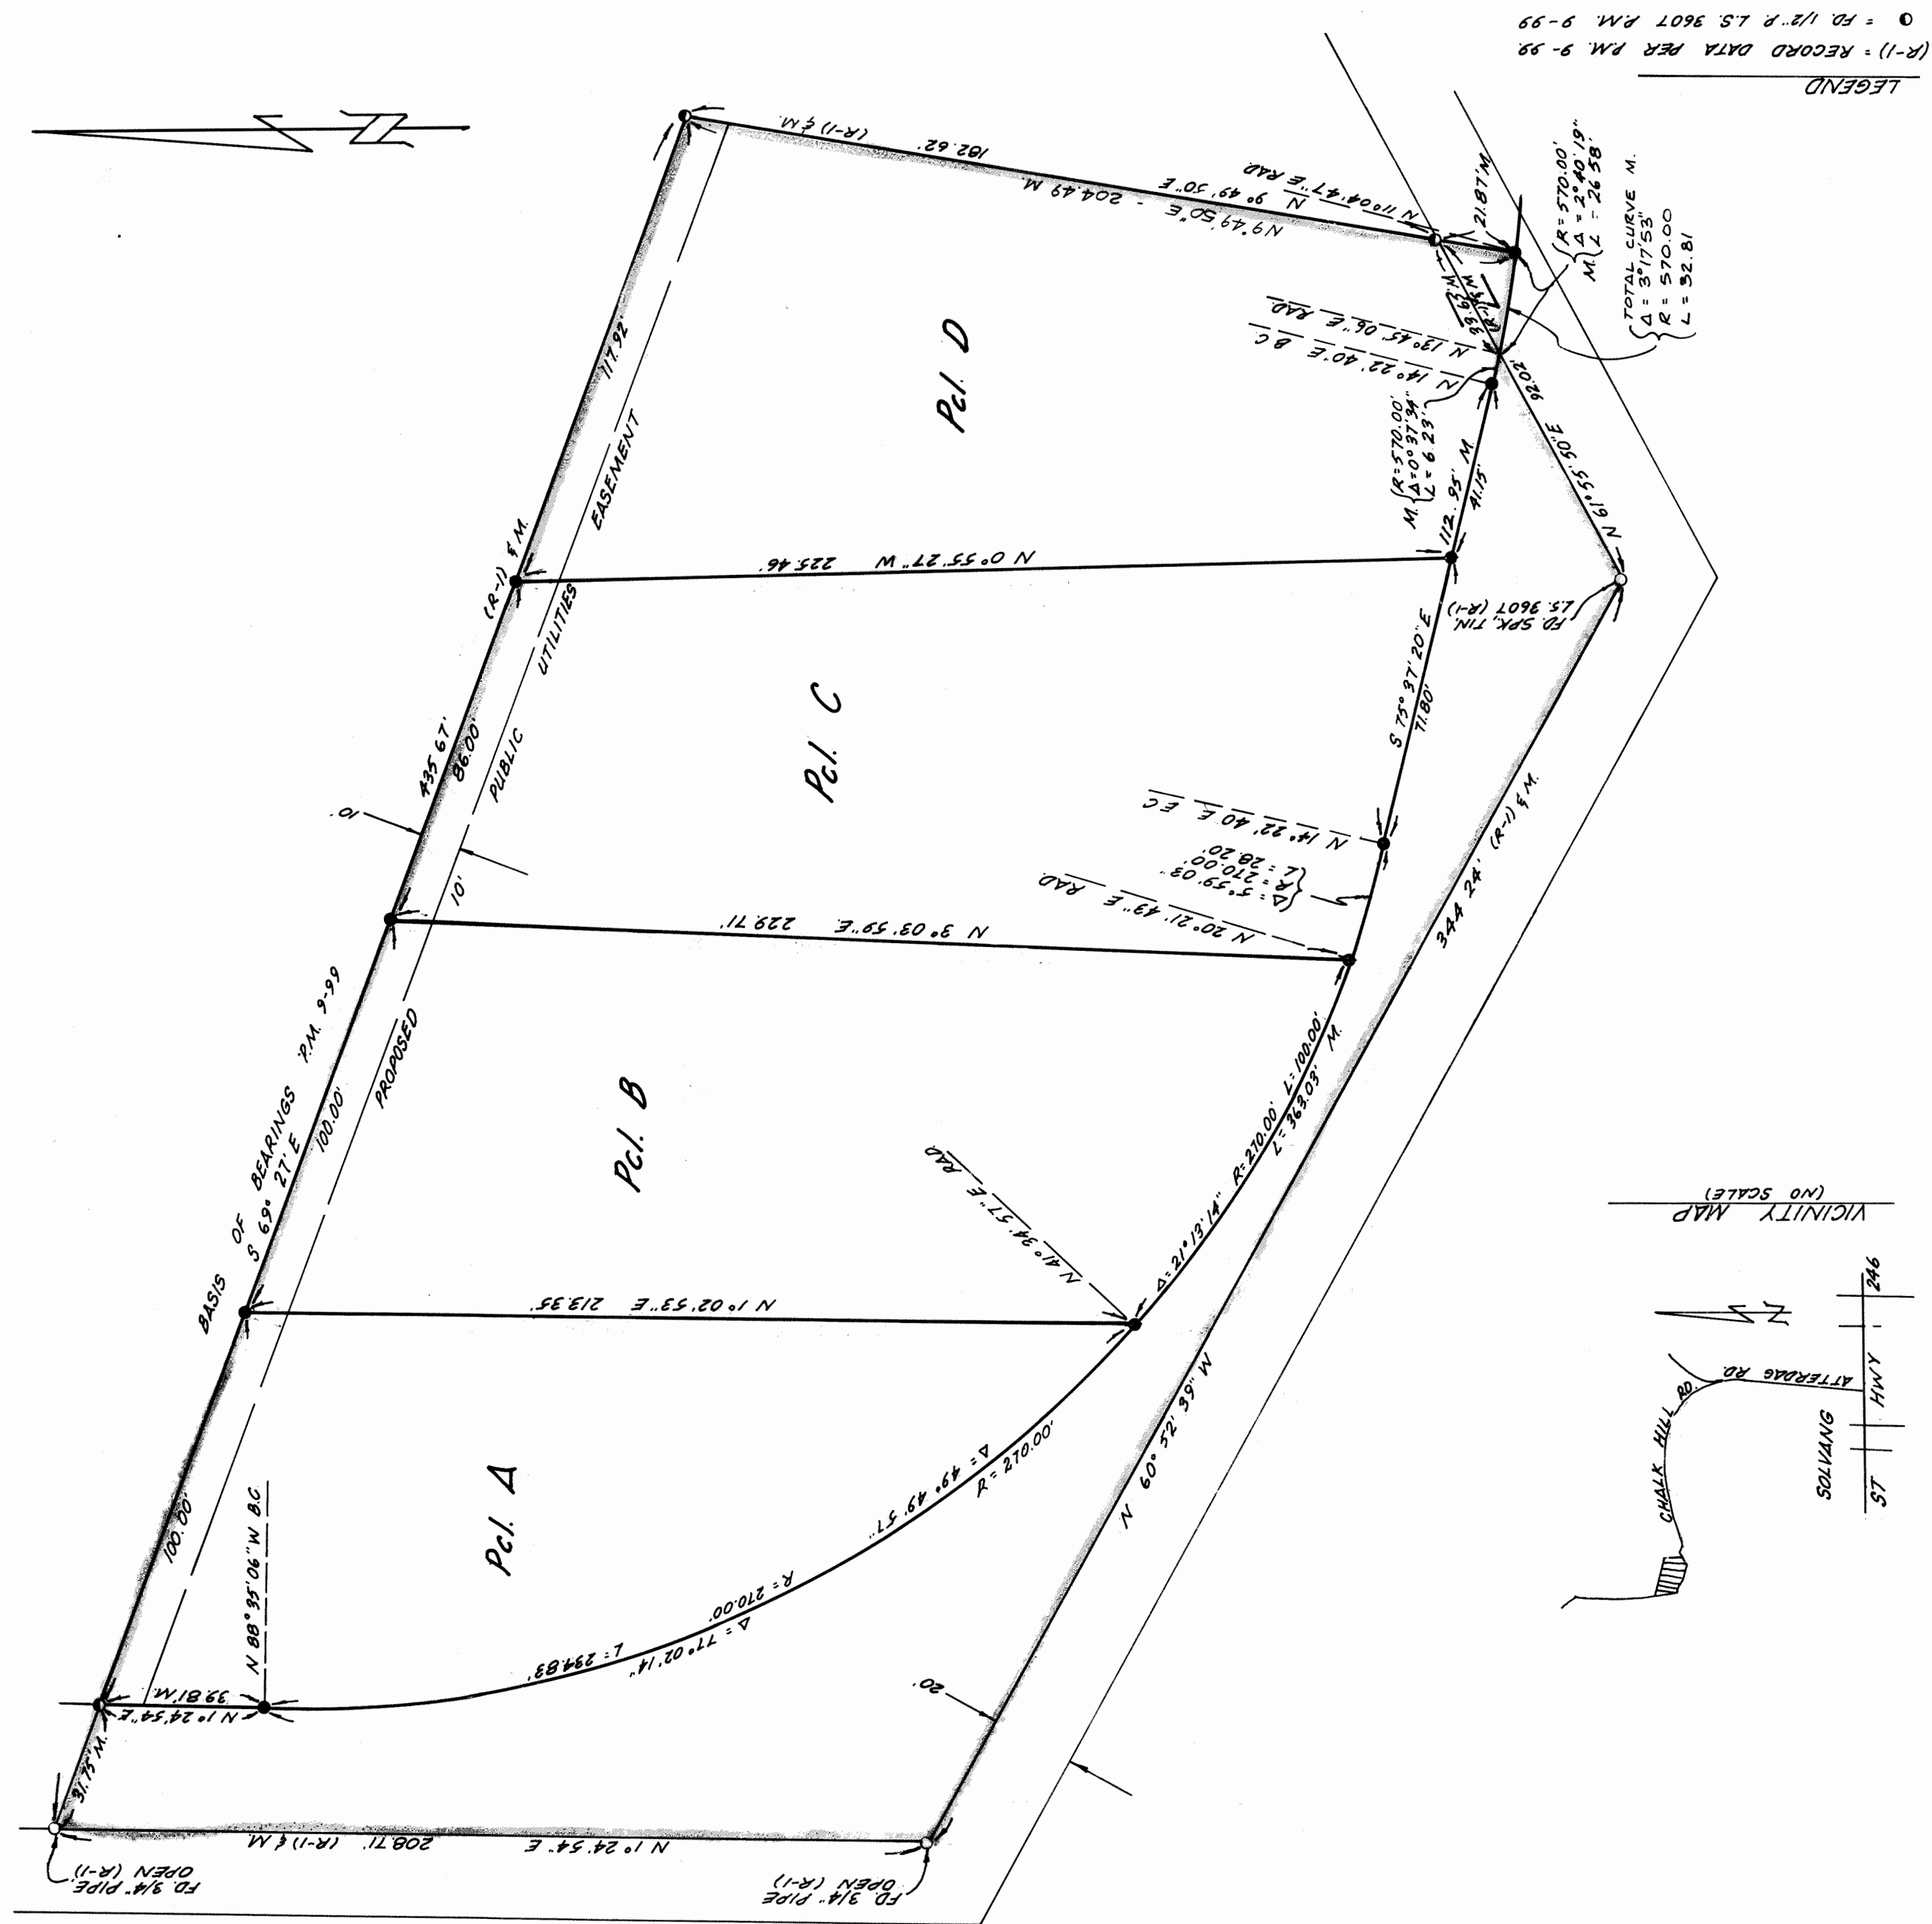 LEGEND
(R-1) = RECORD DATA PER P.M. 9-99
= FD. 1/2" P. L.S. 3607 P.M. 9-99
(R-1) & M.
182.62'
N 9° 49' 50" E
N9°49'50"E - 204.49 M.
N 11°04'47" E RAD
21.87' M.
M. { R=570.00'
Δ = 2°40'19"
L = 26.58'
TOTAL CURVE M.
Δ = 3°17'53"
R = 570.00
L = 32.81
39.63' M
(R-1) & M
N 13°45'06" E RAD.
N 14°22'40" E BC
M. { R=570.00'
Δ=0°37'34"
L = 6.23'
92.02'
N 61°55'50"E
FD. SPK, TIN,
L.S. 3607 (R-1)
112.95' M.
41.15'
117.92'
EASEMENT
UTILITIES
PUBLIC
PROPOSED
Pcl. D
N 0°55'27" W 225.46'
(R-1) & M.
435.67'
86.00'
10'
10'
Pcl. C
S 75° 37' 20" E
71.80'
N 14° 22' 40" E EC
Δ = 5°59'03"
R = 270.00'
L = 28.20'
N 20° 21' 43" E RAD
N 3° 03' 59" E. 229.71'
344.24' (R-1) & M.
N 60° 52' 39" W
BASIS OF BEARINGS P.M. 9-99
S 69° 27' E
100.00'
Pcl. B
N 41° 34' 57" E RAD
Δ = 21° 13' 14" R=270.00' L=100.00'
L = 363.03' M.
N 1° 02' 53" E 213.35'
Pcl. A
100.00'
N 88° 35' 06" W B.C.
Δ = 49° 49' 57"
R = 270.00'
R = 270.00'
Δ = 77° 02' 14"
L = 234.83'
20'
39.81' M.
N 1° 24' 54" E
31.75' M.
N 1° 24' 54" E 208.71' (R-1) & M
FD. 3/4" PIPE,
OPEN (R-1)
FD. 3/4" PIPE
OPEN (R-1)
VICINITY MAP
(NO SCALE)
N
N
ATTERDAG RD.
CHALK HILL RD.
SOLVANG
ST HWY 246